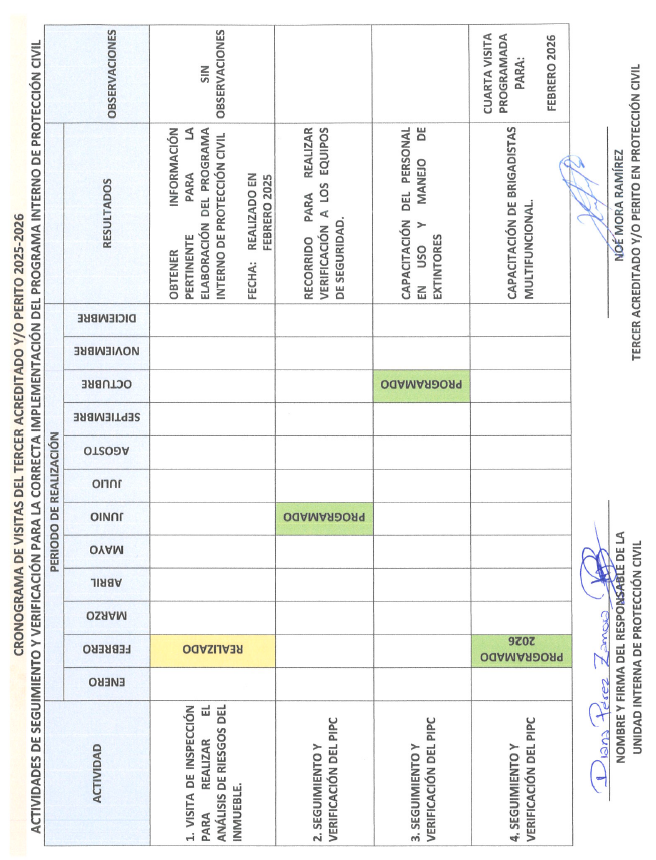 CRONOGRAMA DE VISITAS DEL TERCER ACREDITADO Y/O PERITO 2025-2026
ACTIVIDADES DE SEGUIMIENTO Y VERIFICACIÓN PARA LA CORRECTA IMPLEMENTACIÓN DEL PROGRAMA INTERNO DE PROTECCIÓN CIVIL
ACTIVIDAD
PERIODO DE REALIZACIÓN
ENERO
FEBRERO
MARZO
ABRIL
MAYO
JUNIO
JULIO
AGOSTO
SEPTIEMBRE
OCTUBRE
NOVIEMBRE
DICIEMBRE
RESULTADOS
OBSERVACIONES
1. VISITA DE INSPECCIÓN
PARA REALIZAR EL
ANÁLISIS DE RIESGOS DEL
INMUEBLE.
REALIZADO
OBTENER INFORMACIÓN
PERTINENTE PARA LA
ELABORACIÓN DEL PROGRAMA
INTERNO DE PROTECCIÓN CIVIL
FECHA: REALIZADO EN
FEBRERO 2025
SIN
OBSERVACIONES
2. SEGUIMIENTO Y
VERIFICACIÓN DEL PIPC
PROGRAMADO
RECORRIDO PARA REALIZAR
VERIFICACIÓN A LOS EQUIPOS
DE SEGURIDAD.
3. SEGUIMIENTO Y
VERIFICACIÓN DEL PIPC
PROGRAMADO
CAPACITACIÓN DEL PERSONAL
EN USO Y MANEJO DE
EXTINTORES
4. SEGUIMIENTO Y
VERIFICACIÓN DEL PIPC
PROGRAMADO
2026
CAPACITACIÓN DE BRIGADISTAS
MULTIFUNCIONAL.
CUARTA VISITA
PROGRAMADA
PARA:
FEBRERO 2026
Diana Pérez Zamora
NOMBRE Y FIRMA DEL RESPONSABLE DE LA
UNIDAD INTERNA DE PROTECCIÓN CIVIL
NOÉ MORA RAMÍREZ
TERCER ACREDITADO Y/O PERITO EN PROTECCIÓN CIVIL